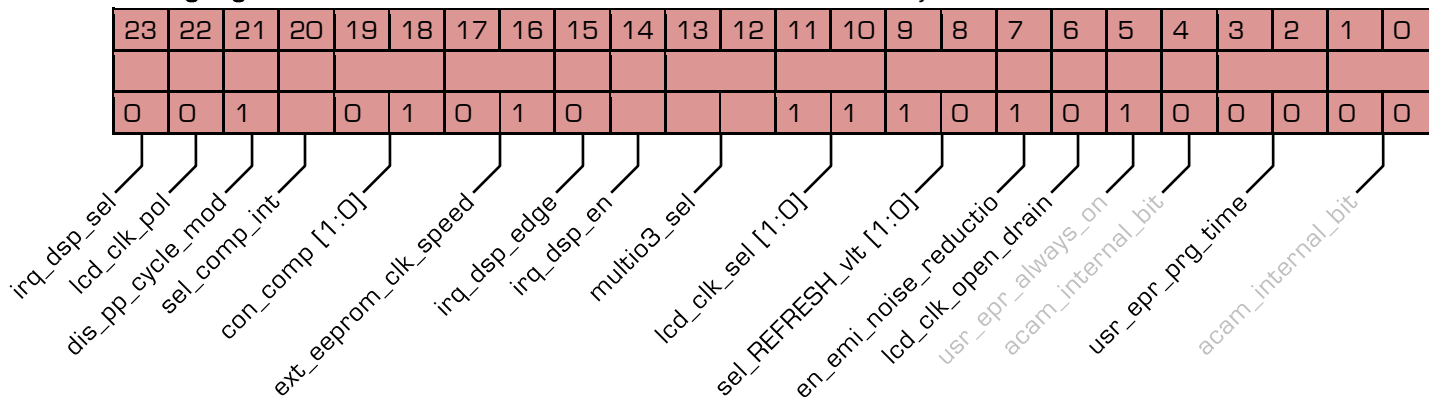 23 22 21 20 19 18 17 16 15 14 13 12 11 10 9 8 7 6 5 4 3 2 1 0
0 0 1 0 1 0 1 0 1 1 1 0 1 0 1 0 0 0 0 0
irq_dsp_sel
lcd_clk_pol
dis_pp_cycle_mod
sel_comp_int
con_comp [1:0]
ext_eeprom_clk_speed
irq_dsp_edge
irq_dsp_en
multio3_sel
lcd_clk_sel [1:0]
sel_REFRESH_vlt [1:0]
en_emi_noise_reductio
lcd_clk_open_drain
usr_epr_always_on
acam_internal_bit
usr_epr_prg_time
acam_internal_bit